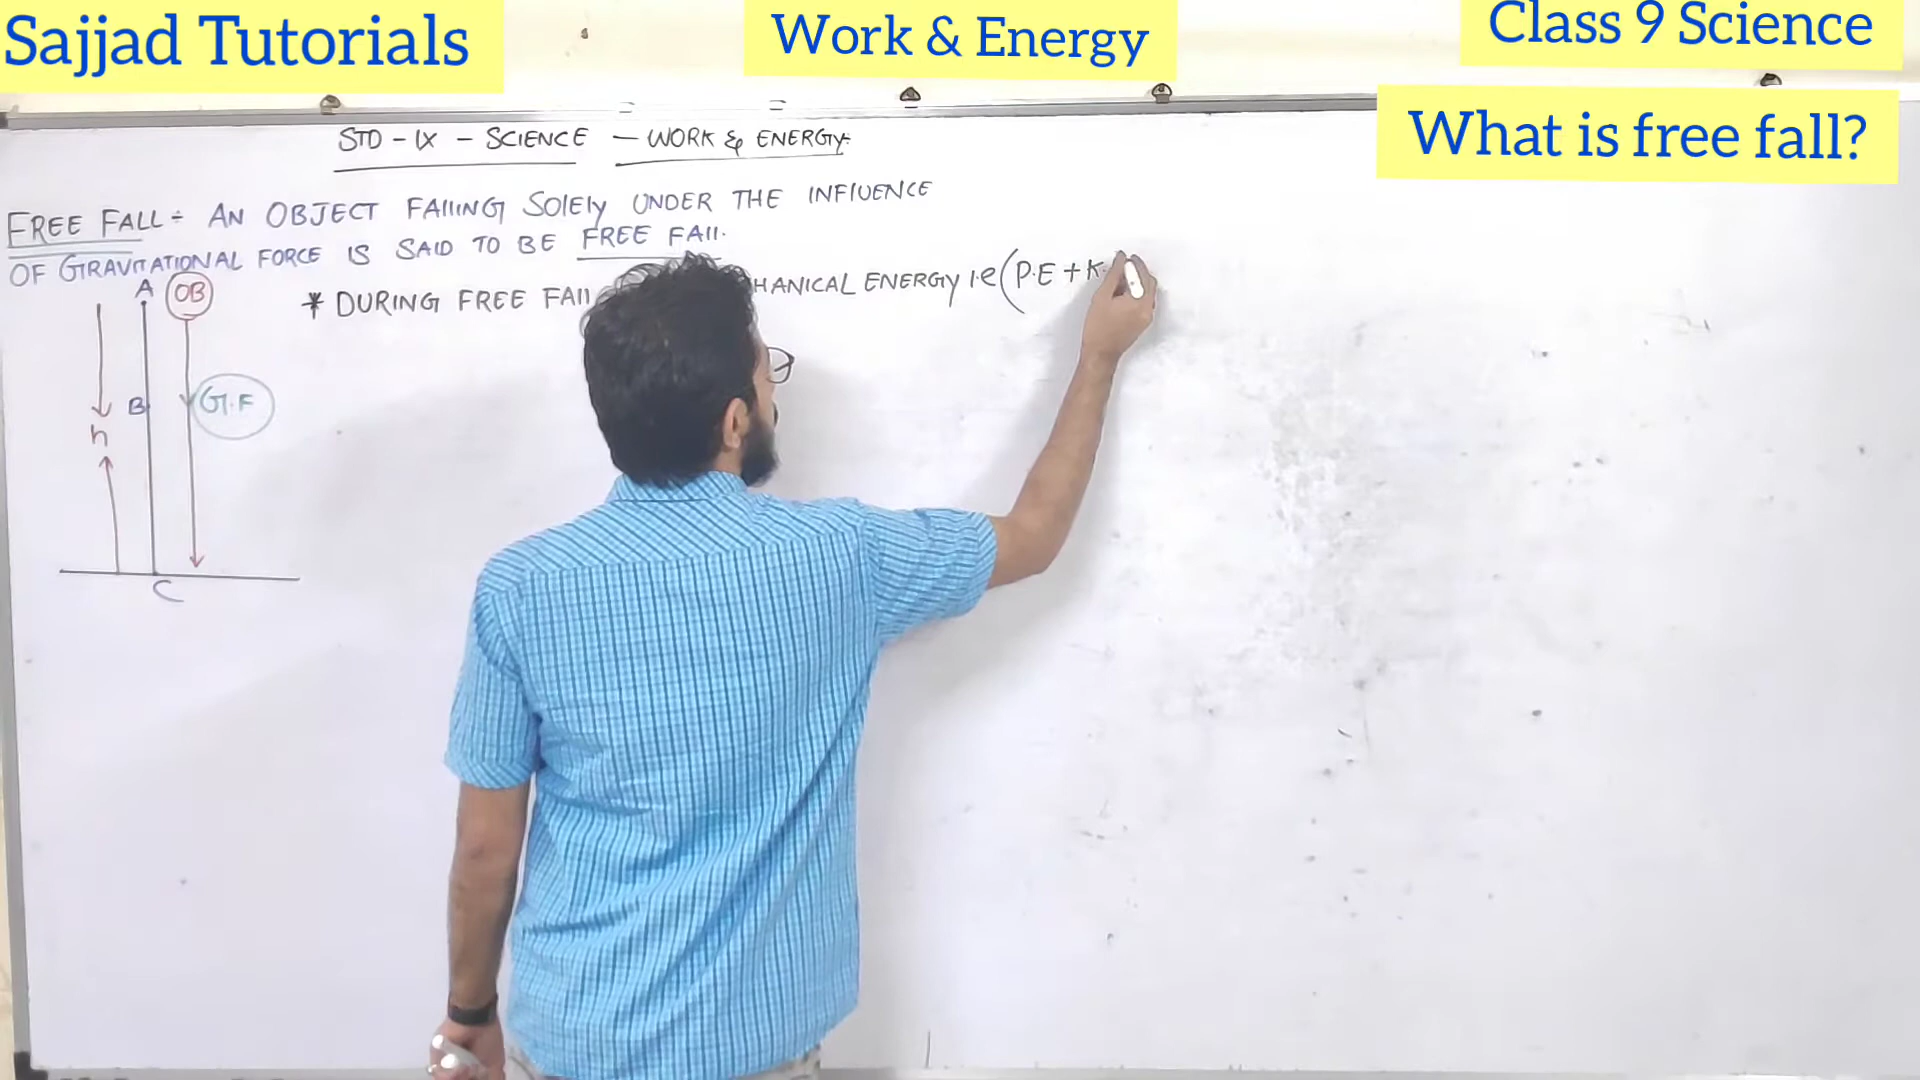 Sajjad Tutorials
Work & Energy
Class 9 Science
What is free fall?
STD - IX - SCIENCE - WORK & ENERGY
FREE FALL :- AN OBJECT FALLING SOLELY UNDER THE INFLUENCE
OF GRAVITATIONAL FORCE IS SAID TO BE FREE FALL.
* DURING FREE FALL HANICAL ENERGY i.e (P.E + K.
A
OB
B
G.F
h
C